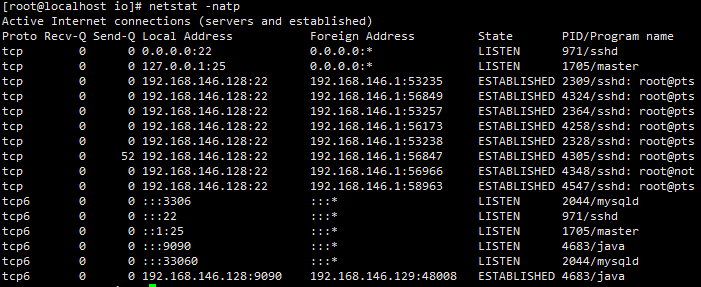 [root@localhost io]# netstat -natp
Active Internet connections (servers and established)
Proto Recv-Q Send-Q Local Address           Foreign Address         State       PID/Program name
tcp        0      0 0.0.0.0:22              0.0.0.0:*               LISTEN      971/sshd
tcp        0      0 127.0.0.1:25            0.0.0.0:*               LISTEN      1705/master
tcp        0      0 192.168.146.128:22      192.168.146.1:53235     ESTABLISHED 2309/sshd: root@pts
tcp        0      0 192.168.146.128:22      192.168.146.1:56849     ESTABLISHED 4324/sshd: root@pts
tcp        0      0 192.168.146.128:22      192.168.146.1:53257     ESTABLISHED 2364/sshd: root@pts
tcp        0      0 192.168.146.128:22      192.168.146.1:56173     ESTABLISHED 4258/sshd: root@pts
tcp        0      0 192.168.146.128:22      192.168.146.1:53238     ESTABLISHED 2328/sshd: root@pts
tcp        0     52 192.168.146.128:22      192.168.146.1:56847     ESTABLISHED 4305/sshd: root@pts
tcp        0      0 192.168.146.128:22      192.168.146.1:56966     ESTABLISHED 4348/sshd: root@not
tcp        0      0 192.168.146.128:22      192.168.146.1:58963     ESTABLISHED 4547/sshd: root@pts
tcp6       0      0 :::3306                 :::*                    LISTEN      2044/mysqld
tcp6       0      0 :::22                   :::*                    LISTEN      971/sshd
tcp6       0      0 ::1:25                  :::*                    LISTEN      1705/master
tcp6       0      0 :::9090                 :::*                    LISTEN      4683/java
tcp6       0      0 :::33060                :::*                    LISTEN      2044/mysqld
tcp6       0      0 192.168.146.128:9090    192.168.146.129:48008   ESTABLISHED 4683/java